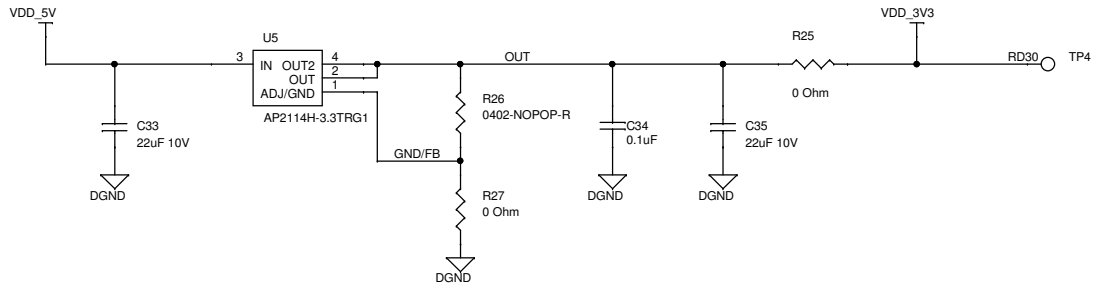 VDD_5V
VDD_3V3
U5
R25
3
IN OUT2
4
OUT
2
ADJ/GND
1
OUT
RD30
TP4
AP2114H-3.3TRG1
R26
0402-NOPOP-R
0 Ohm
C33
22uF 10V
C34
0.1uF
C35
22uF 10V
GND/FB
DGND
DGND
DGND
R27
0 Ohm
DGND